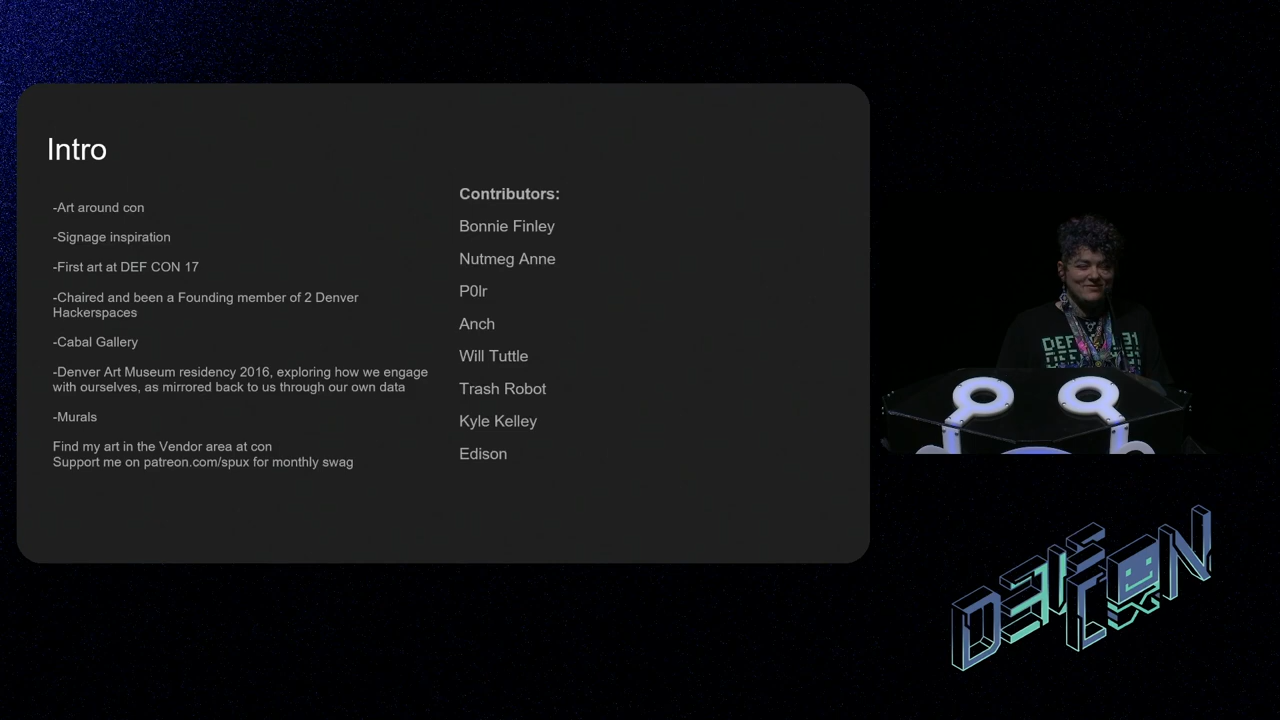 Intro
-Art around con
-Signage inspiration
-First art at DEF CON 17
-Chaired and been a Founding member of 2 Denver
Hackerspaces
-Cabal Gallery
-Denver Art Museum residency 2016, exploring how we engage
with ourselves, as mirrored back to us through our own data
-Murals
Find my art in the Vendor area at con
Support me on patreon.com/spux for monthly swag
Contributors:
Bonnie Finley
Nutmeg Anne
P0lr
Anch
Will Tuttle
Trash Robot
Kyle Kelley
Edison
DEF CON